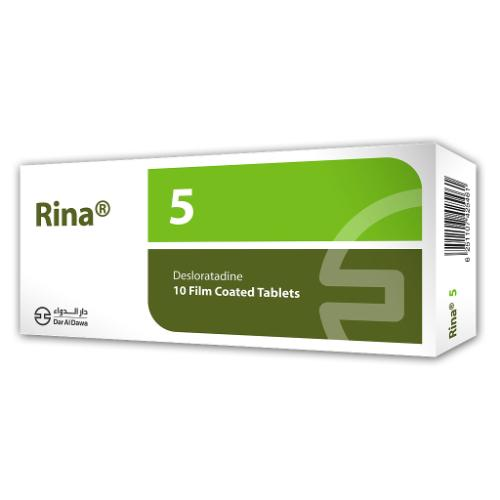 Rina®
5
Desloratadine
10 Film Coated Tablets
دار الدواء
Dar Al Dawa
Rina® 5